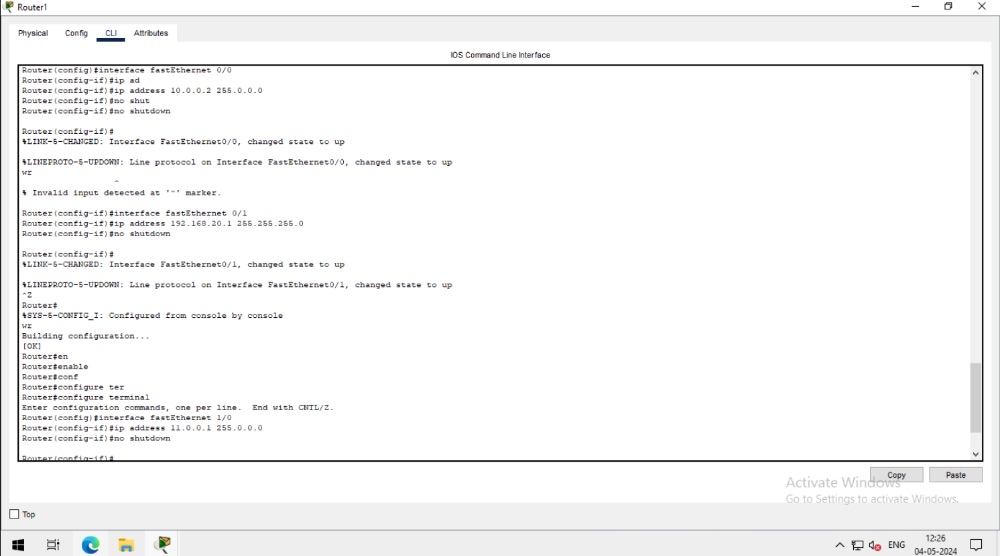 Router1
Physical Config CLI Attributes
IOS Command Line Interface
Router(config)#interface fastEthernet 0/0
Router(config-if)#ip ad
Router(config-if)#ip address 10.0.0.2 255.0.0.0
Router(config-if)#no shut
Router(config-if)#no shutdown
Router(config-if)#
%LINK-5-CHANGED: Interface FastEthernet0/0, changed state to up
%LINEPROTO-5-UPDOWN: Line protocol on Interface FastEthernet0/0, changed state to up
wr
^
% Invalid input detected at '^' marker.
Router(config-if)#interface fastEthernet 0/1
Router(config-if)#ip address 192.168.20.1 255.255.255.0
Router(config-if)#no shutdown
Router(config-if)#
%LINK-5-CHANGED: Interface FastEthernet0/1, changed state to up
%LINEPROTO-5-UPDOWN: Line protocol on Interface FastEthernet0/1, changed state to up
^Z
Router#
%SYS-5-CONFIG_I: Configured from console by console
wr
Building configuration...
[OK]
Router#en
Router#enable
Router#conf
Router#configure ter
Router#configure terminal
Enter configuration commands, one per line.  End with CNTL/Z.
Router(config)#interface fastEthernet 1/0
Router(config-if)#ip address 11.0.0.1 255.0.0.0
Router(config-if)#no shutdown
Router(config-if)#
Copy Paste
Activate Windows
Go to Settings to activate Windows.
Top
ENG
12:26
04-05-2024